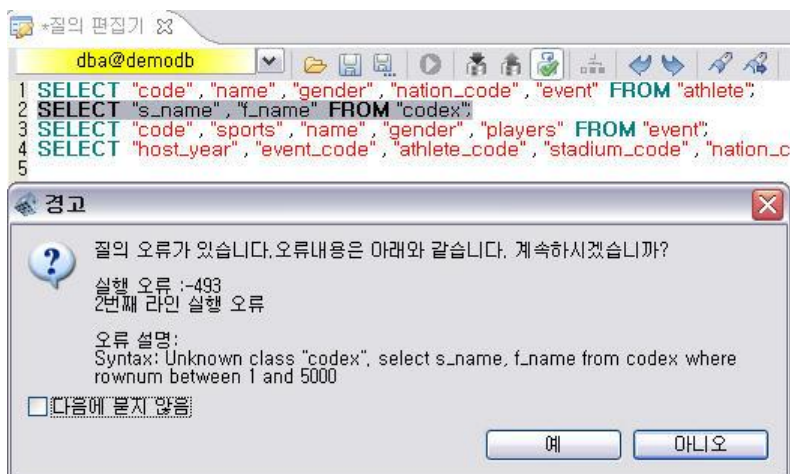 *질의 편집기
dba@demodb
1 SELECT "code" , "name" , "gender" , "nation_code" , "event" FROM "athlete";
2 SELECT "s_name" , "f_name" FROM "codex";
3 SELECT "code" , "sports" , "name" , "gender" , "players" FROM "event";
4 SELECT "host_year" , "event_code" , "athlete_code" , "stadium_code" , "nation_c
5
경고
질의 오류가 있습니다.오류내용은 아래와 같습니다. 계속하시겠습니까?
실행 오류 :-493
2번째 라인 실행 오류
오류 설명:
Syntax: Unknown class "codex", select s_name, f_name from codex where
rownum between 1 and 5000
다음에 묻지 않음
예
아니오